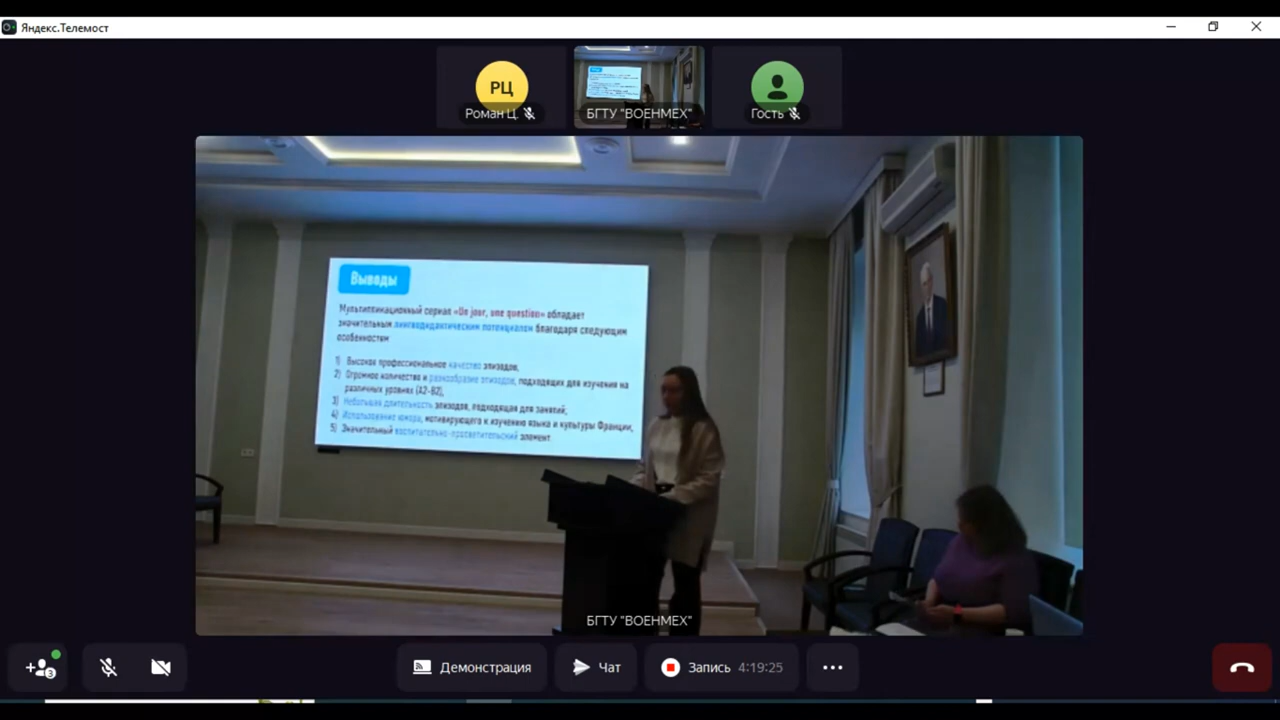 Яндекс.Телемост
РЦ
Роман Ц.
БГТУ "ВОЕНМЕХ"
Гость
Выводы
Мультипликационный сериал «Un jour, une question» обладает
значительным лингводидактическим потенциалом благодаря следующим
особенностям
1) Высокое профессиональное качество эпизодов,
2) Огромное количество и разнообразие эпизодов, подходящих для изучения на
различных уровнях (A2-B2),
3) Небольшая длительность эпизодов, подходящая для занятий,
4) Использование юмора, мотивирующего к изучению языка и культуры Франции,
5) Значительный воспитательно-просветительский элемент
БГТУ "ВОЕНМЕХ"
3
Демонстрация
Чат
Запись 4:19:25